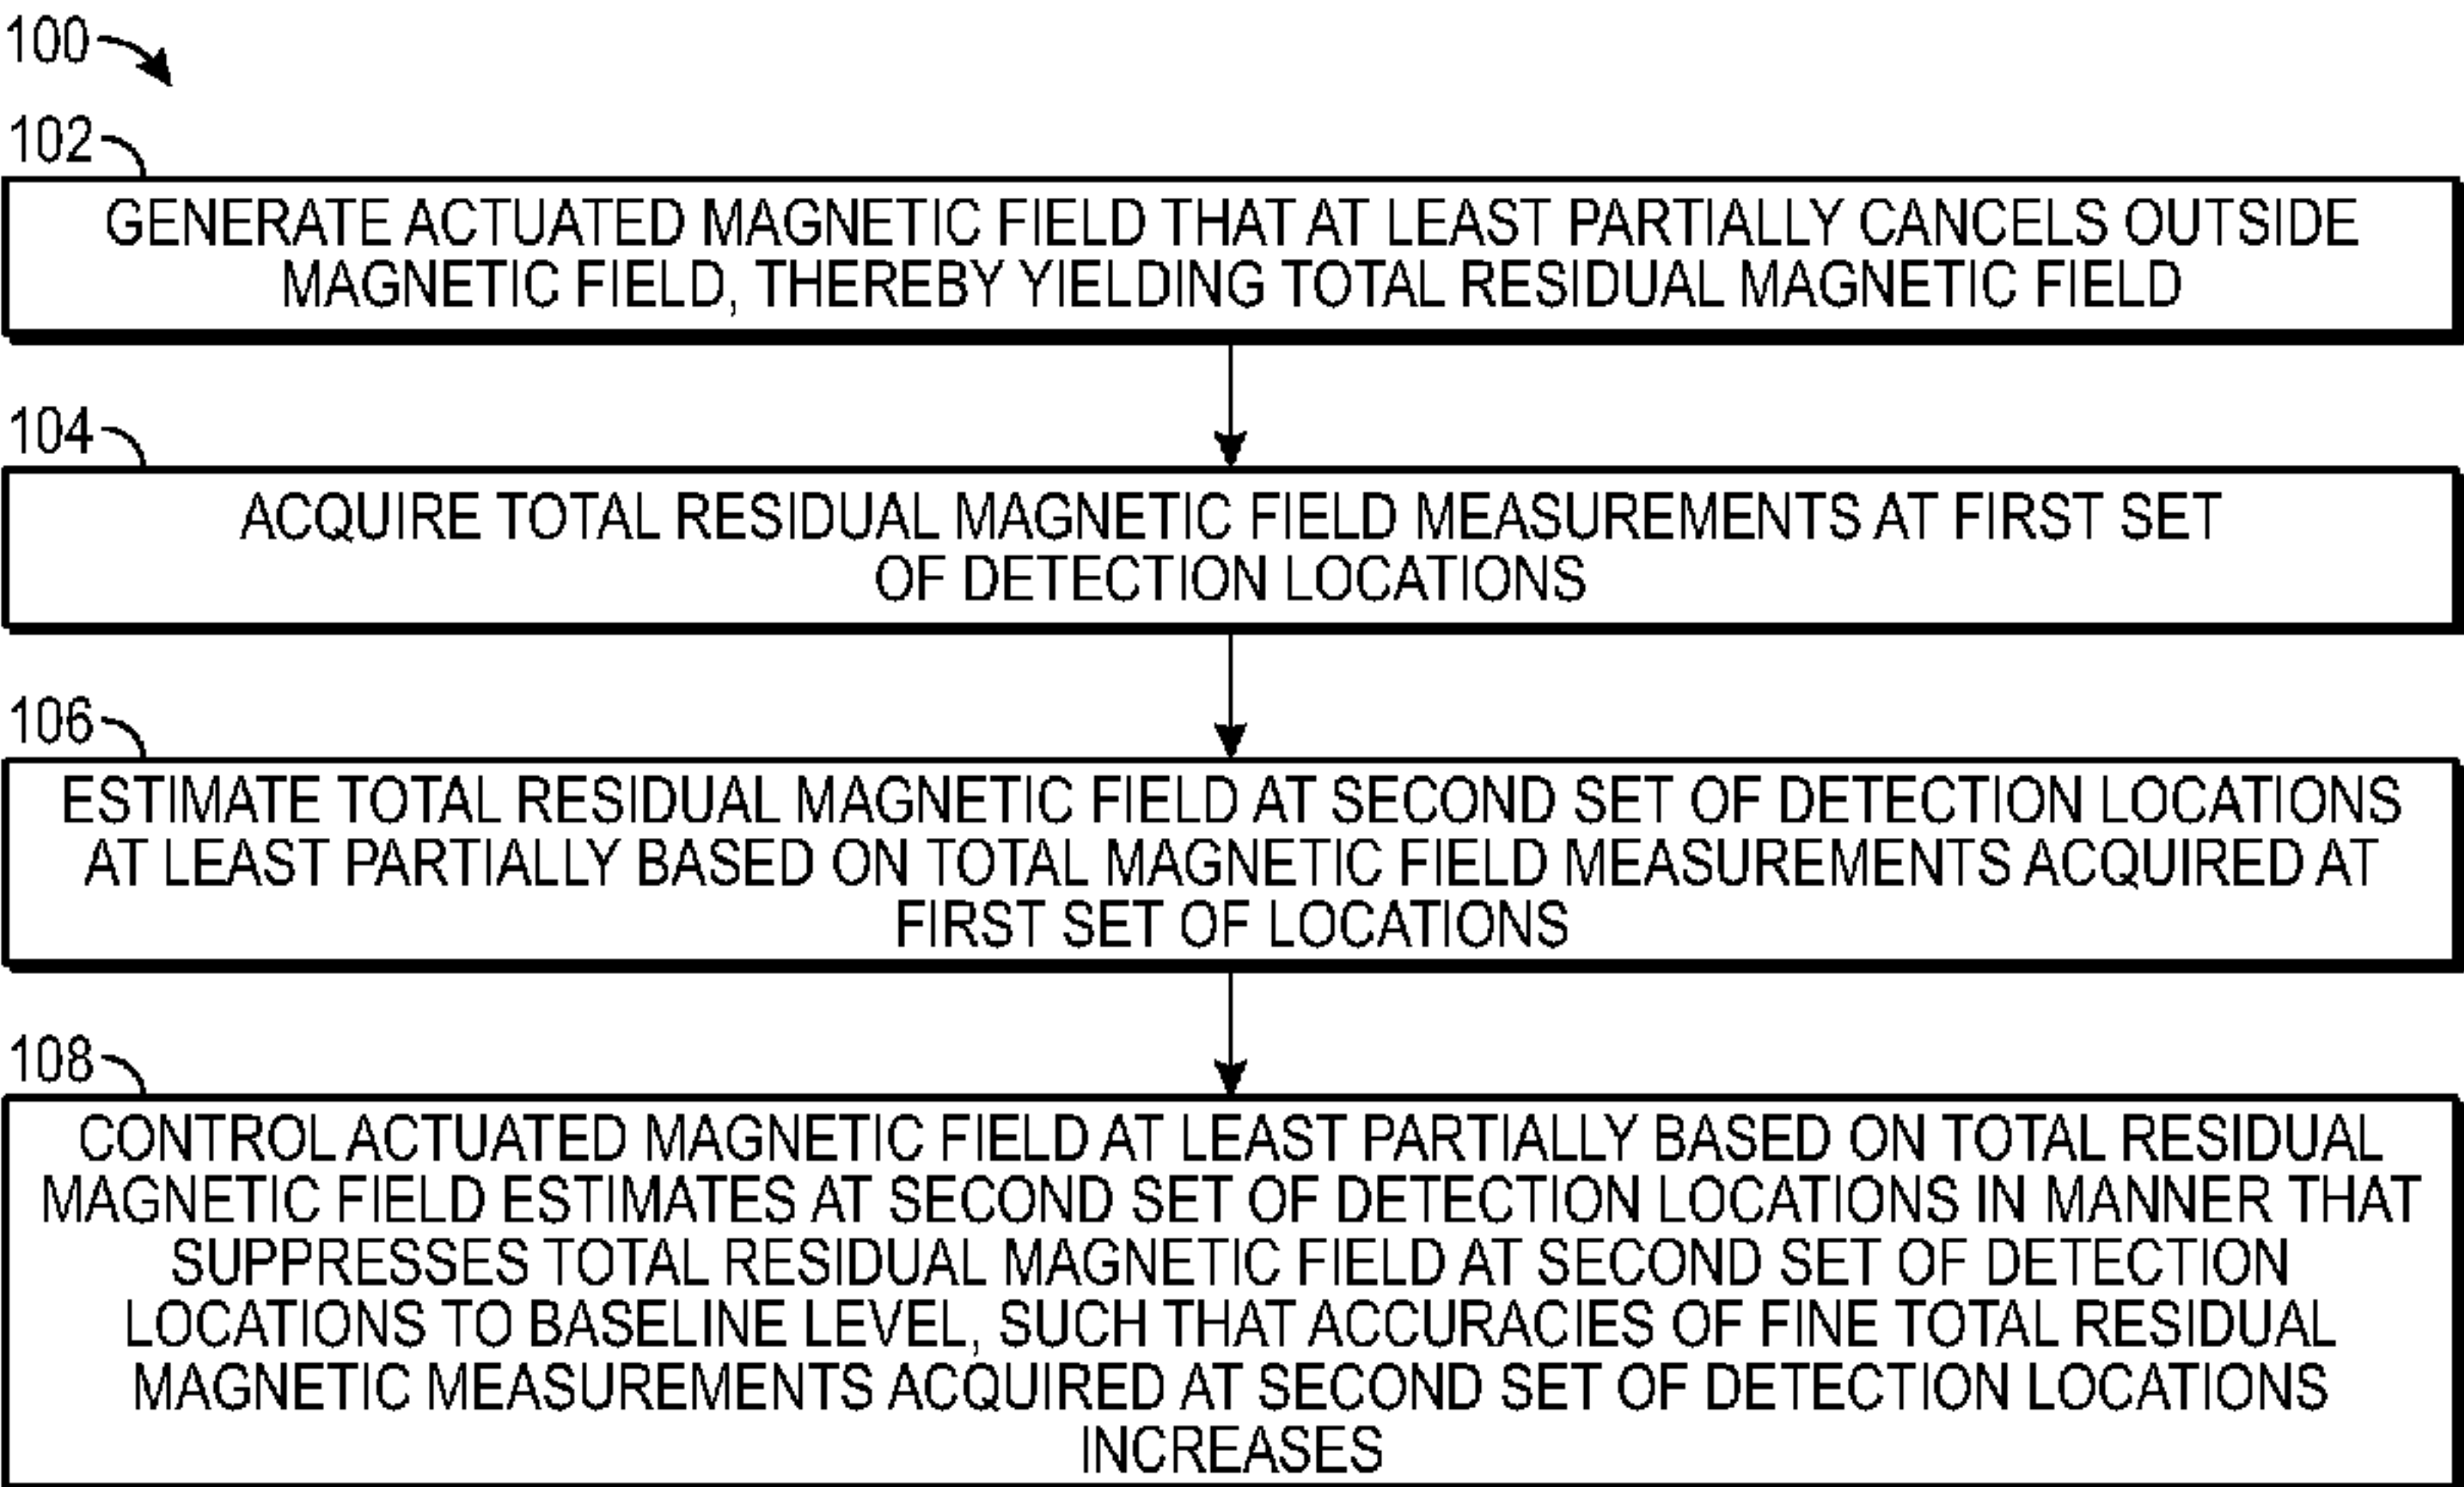 100
102
GENERATE ACTUATED MAGNETIC FIELD THAT AT LEAST PARTIALLY CANCELS OUTSIDE
MAGNETIC FIELD, THEREBY YIELDING TOTAL RESIDUAL MAGNETIC FIELD
104
ACQUIRE TOTAL RESIDUAL MAGNETIC FIELD MEASUREMENTS AT FIRST SET
OF DETECTION LOCATIONS
106
ESTIMATE TOTAL RESIDUAL MAGNETIC FIELD AT SECOND SET OF DETECTION LOCATIONS
AT LEAST PARTIALLY BASED ON TOTAL MAGNETIC FIELD MEASUREMENTS ACQUIRED AT
FIRST SET OF LOCATIONS
108
CONTROL ACTUATED MAGNETIC FIELD AT LEAST PARTIALLY BASED ON TOTAL RESIDUAL
MAGNETIC FIELD ESTIMATES AT SECOND SET OF DETECTION LOCATIONS IN MANNER THAT
SUPPRESSES TOTAL RESIDUAL MAGNETIC FIELD AT SECOND SET OF DETECTION
LOCATIONS TO BASELINE LEVEL, SUCH THAT ACCURACIES OF FINE TOTAL RESIDUAL
MAGNETIC MEASUREMENTS ACQUIRED AT SECOND SET OF DETECTION LOCATIONS
INCREASES